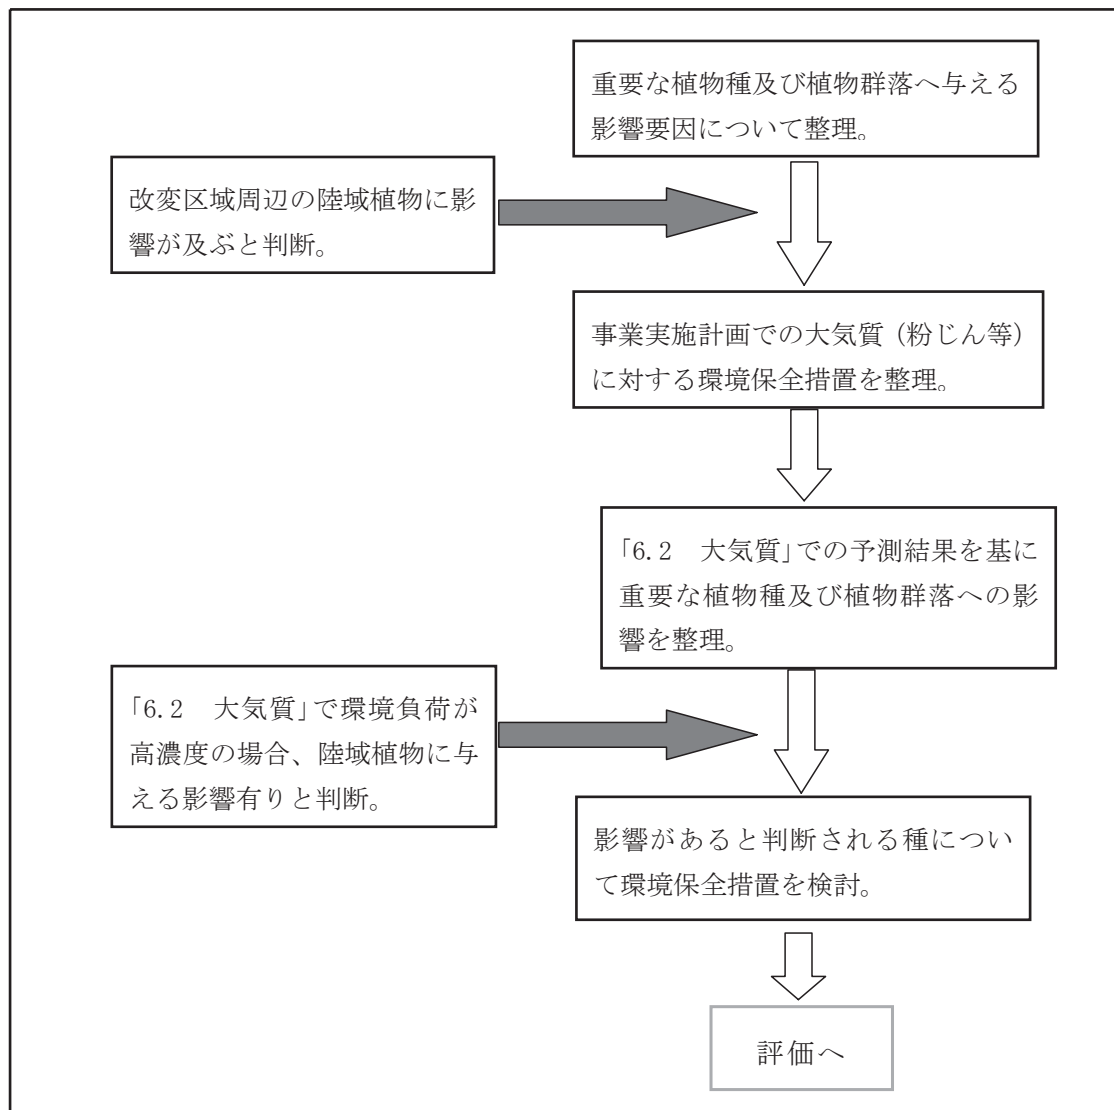 重要な植物種及び植物群落へ与える
影響要因について整理。
改変区域周辺の陸域植物に影
響が及ぶと判断。
事業実施計画での大気質（粉じん等）
に対する環境保全措置を整理。
「6.2　大気質」での予測結果を基に
重要な植物種及び植物群落への影
響を整理。
「6.2　大気質」で環境負荷が
高濃度の場合、陸域植物に与
える影響有りと判断。
影響があると判断される種につい
て環境保全措置を検討。
評価へ